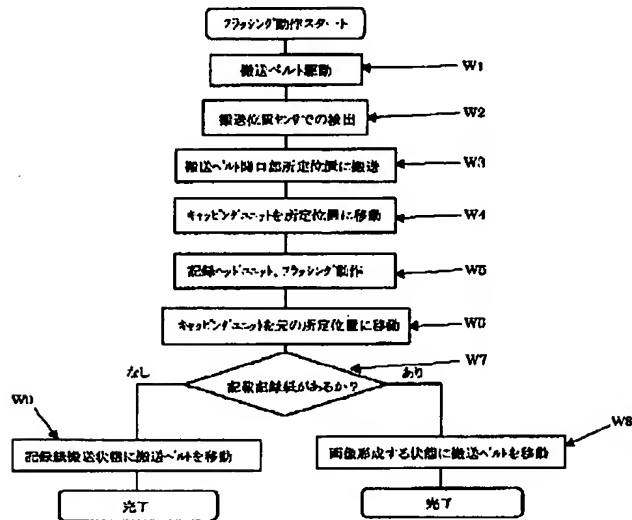 フラッシング動作スタート
搬送ベルト駆動
W1
搬送位置センサでの検出
W2
搬送ベルト開口部所定位置に搬送
W3
キャッピングユニットを所定位置に移動
W4
記録ヘッドユニット、フラッシング動作
W5
キャッピングユニットを元の所定位置に移動
W6
W7
なし
記載記録紙があるか?
あり
W9
W8
記録紙搬送状態に搬送ベルトを移動
画像形成する状態に搬送ベルトを移動
完了
完了